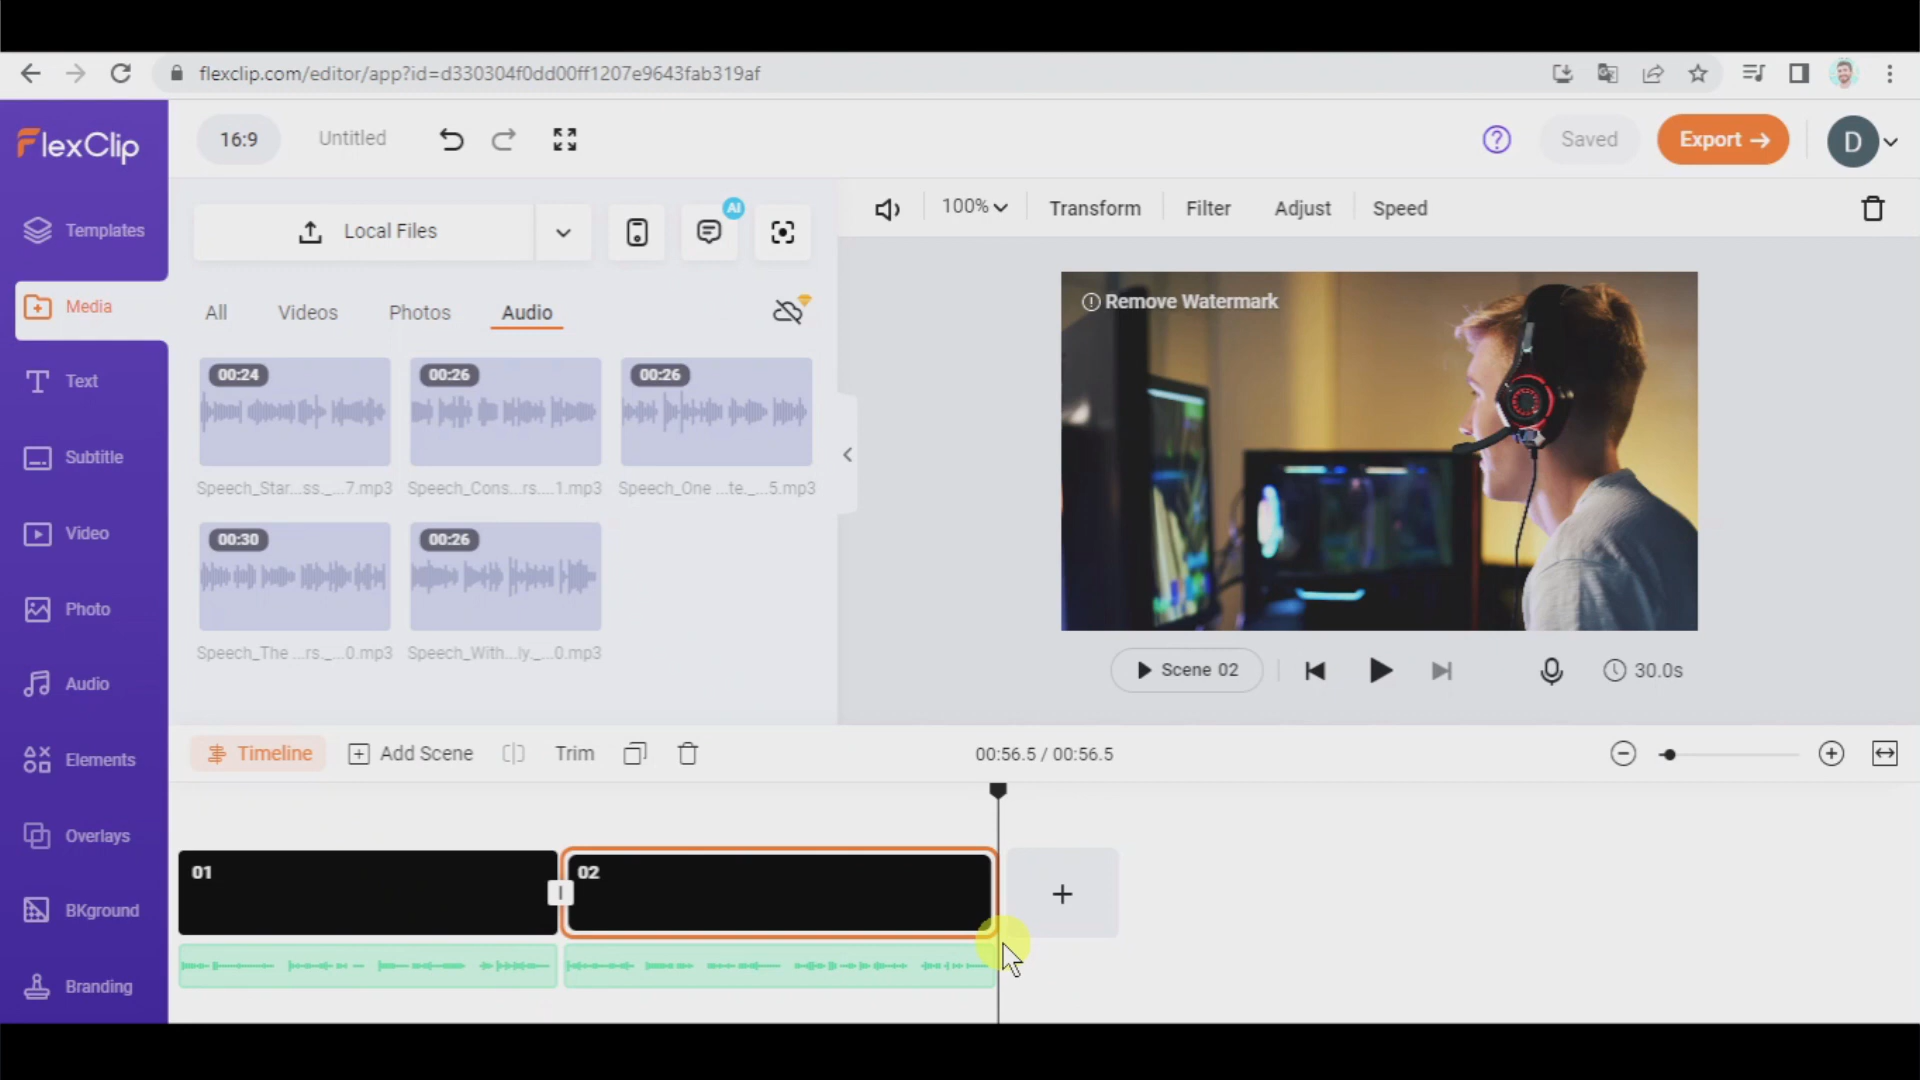 flexclip.com/editor/app?id=d330304f0dd00ff1207e9643fab319af
FlexClip
16:9
Untitled
Saved
Export
D
Templates
Media
Text
Subtitle
Video
Photo
Audio
Elements
Overlays
BKground
Branding
Local Files
AI
All
Videos
Photos
Audio
00:24
00:26
00:26
Speech_Star...ss._...7.mp3
Speech_Cons...rs....1.mp3
Speech_One ...te._...5.mp3
00:30
00:26
Speech_The ...rs._...0.mp3
Speech_With...ly._...0.mp3
100%
Transform
Filter
Adjust
Speed
Remove Watermark
Scene 02
30.0s
Timeline
Add Scene
Trim
00:56.5 / 00:56.5
01
02